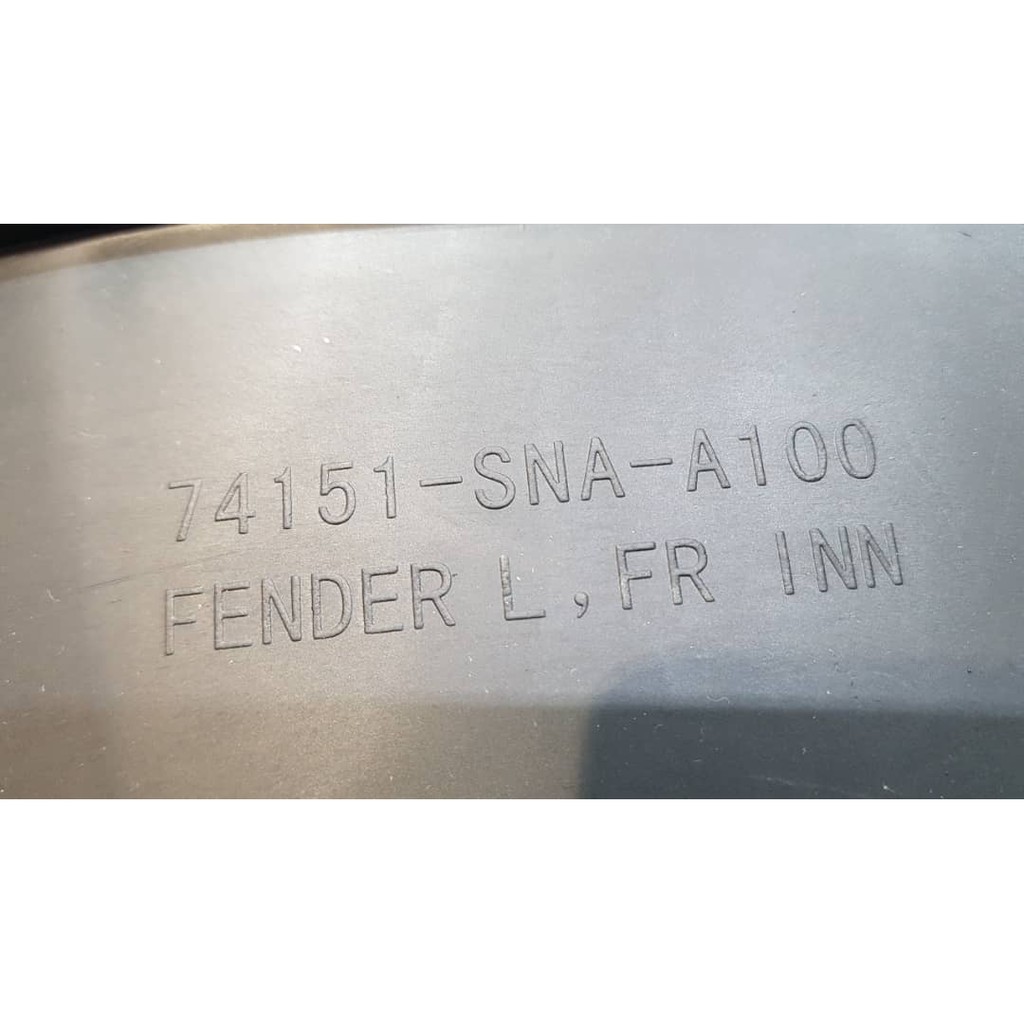 74151-SNA-A100
FENDER L,FR INN